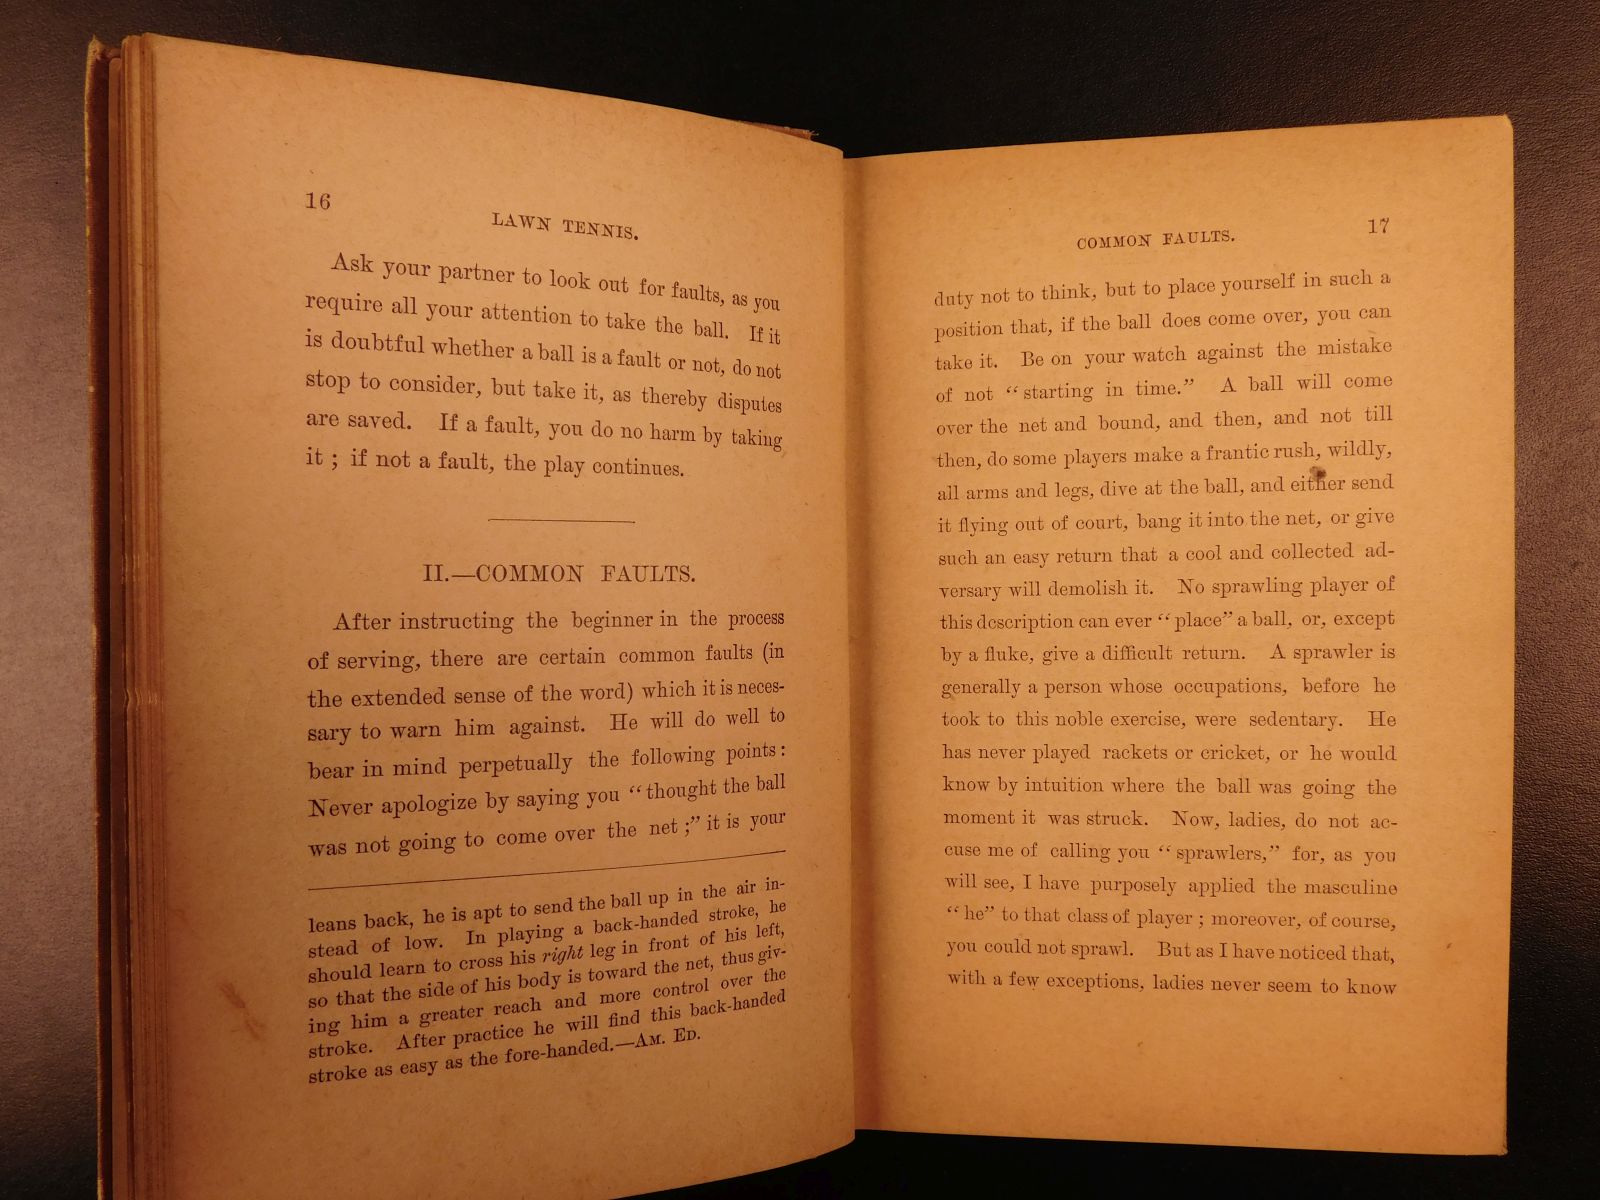 16
LAWN TENNIS.
Ask your partner to look out for faults, as you
require all your attention to take the ball. If it
is doubtful whether a ball is a fault or not, do not
stop to consider, but take it, as thereby disputes
are saved. If a fault, you do no harm by taking
it ; if not a fault, the play continues.
II.—COMMON FAULTS.
After instructing the beginner in the process
of serving, there are certain common faults (in
the extended sense of the word) which it is neces-
sary to warn him against. He will do well to
bear in mind perpetually the following points :
Never apologize by saying you “thought the ball
was not going to come over the net ;” it is your
leans back, he is apt to send the ball up in the air in-
stead of low. In playing a back-handed stroke, he
should learn to cross his right leg in front of his left,
so that the side of his body is toward the net, thus giv-
ing him a greater reach and more control over the
stroke. After practice he will find this back-handed
stroke as easy as the fore-handed.—AM. ED.
COMMON FAULTS.
17
duty not to think, but to place yourself in such a
position that, if the ball does come over, you can
take it. Be on your watch against the mistake
of not “starting in time.” A ball will come
over the net and bound, and then, and not till
then, do some players make a frantic rush, wildly,
all arms and legs, dive at the ball, and either send
it flying out of court, bang it into the net, or give
such an easy return that a cool and collected ad-
versary will demolish it. No sprawling player of
this description can ever “place” a ball, or, except
by a fluke, give a difficult return. A sprawler is
generally a person whose occupations, before he
took to this noble exercise, were sedentary. He
has never played rackets or cricket, or he would
know by intuition where the ball was going the
moment it was struck. Now, ladies, do not ac-
cuse me of calling you “sprawlers,” for, as you
will see, I have purposely applied the masculine
“he” to that class of player ; moreover, of course,
you could not sprawl. But as I have noticed that,
with a few exceptions, ladies never seem to know